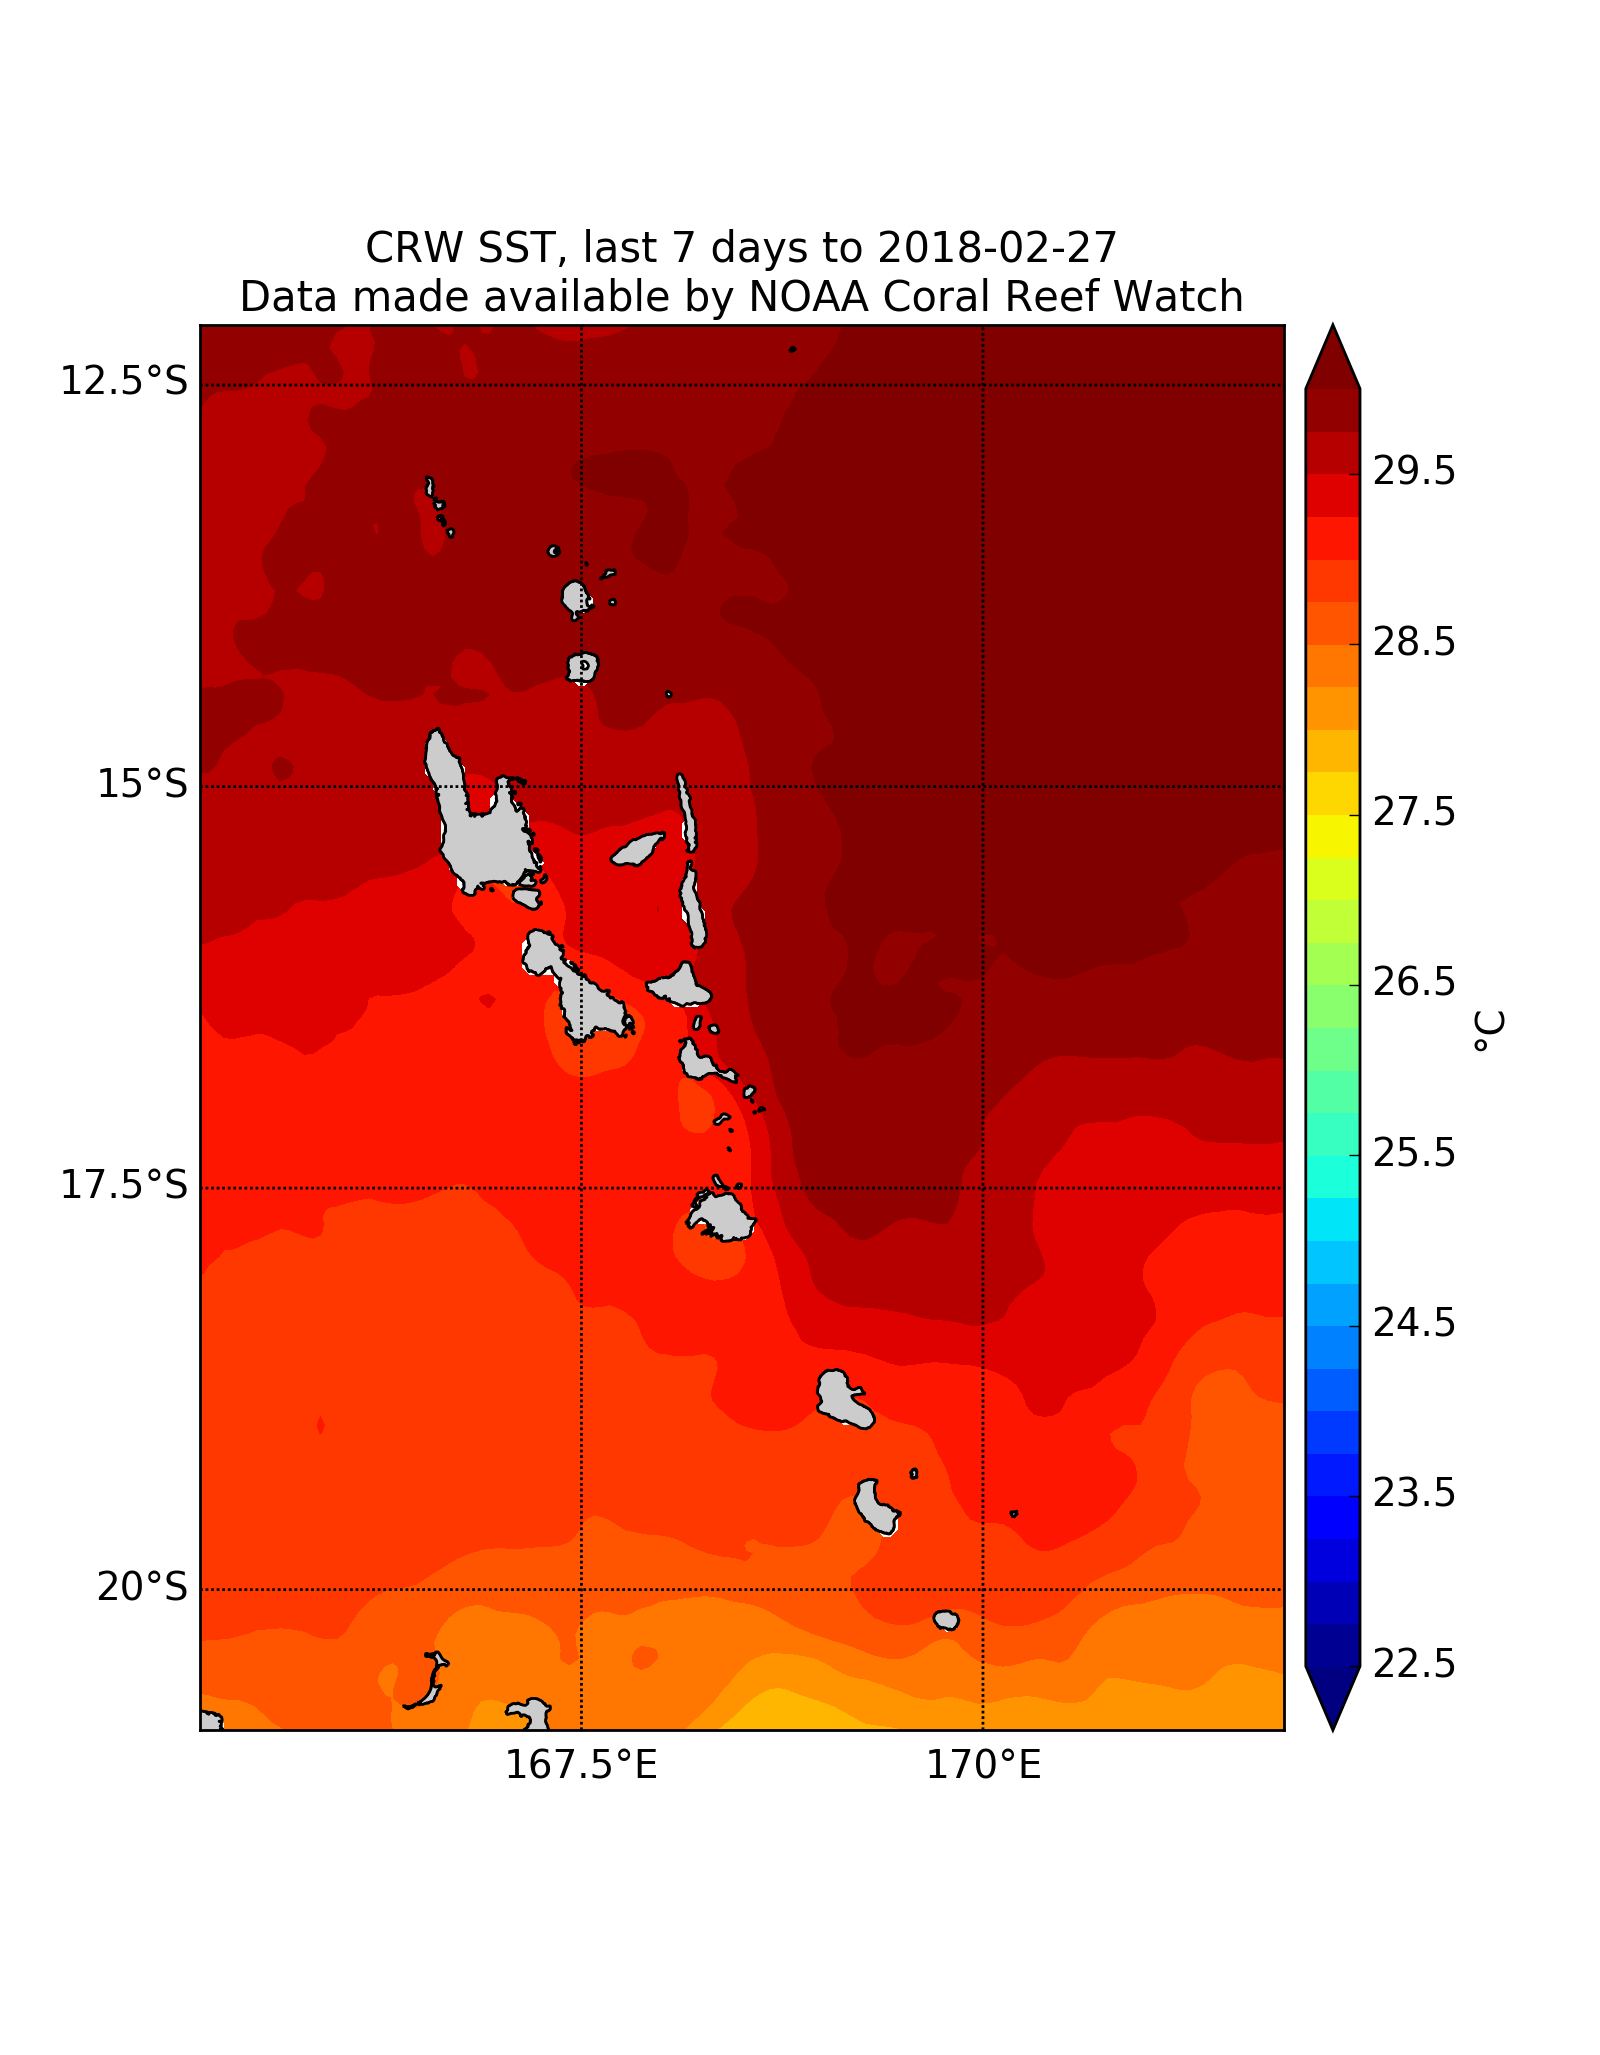 CRW SST, last 7 days to 2018-02-27
Data made available by NOAA Coral Reef Watch
12.5°S
15°S
17.5°S
20°S
167.5°E
170°E
29.5
28.5
27.5
26.5
25.5
24.5
23.5
22.5
°C